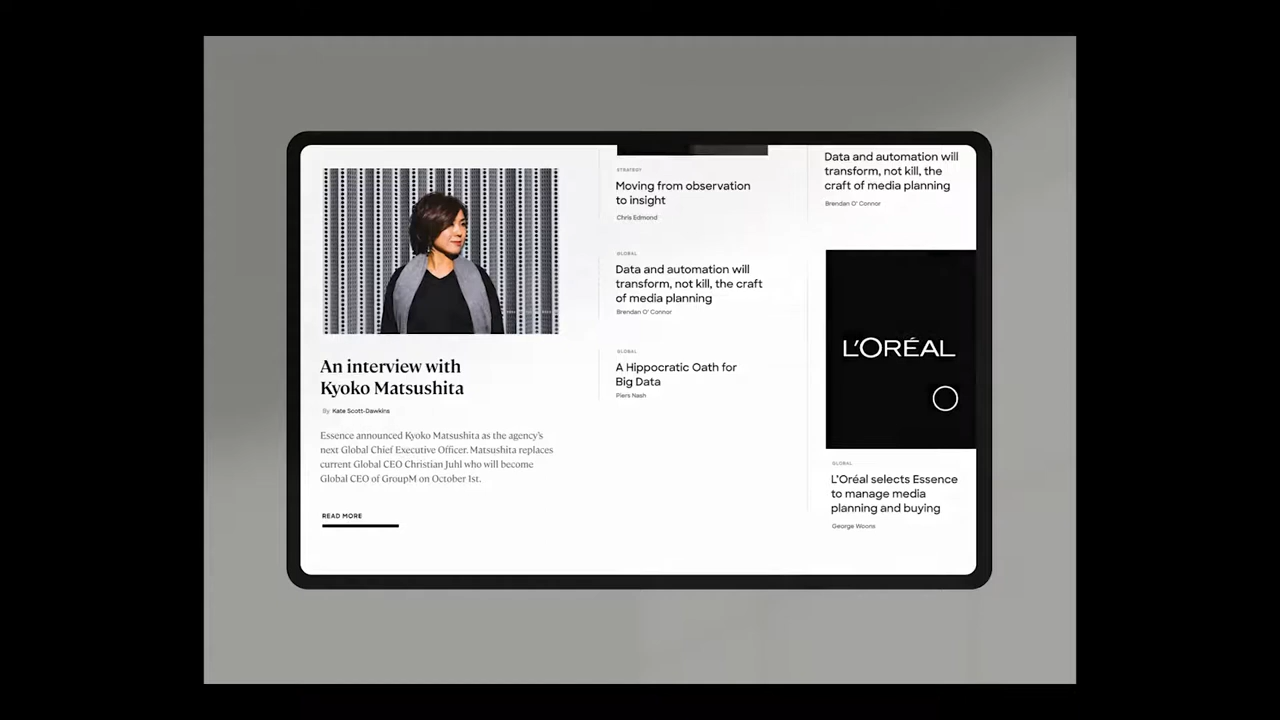 An interview with
Kyoko Matsushita
By Kate Scott-Dawkins
Essence announced Kyoko Matsushita as the agency's
next Global Chief Executive Officer. Matsushita replaces
current Global CEO Christian Juhl who will become
Global CEO of GroupM on October 1st.
READ MORE
STRATEGY
Moving from observation
to insight
Chris Edmond
GLOBAL
Data and automation will
transform, not kill, the craft
of media planning
Brendan O' Connor
GLOBAL
A Hippocratic Oath for
Big Data
Piers Nash
Data and automation will
transform, not kill, the
craft of media planning
Brendan O' Connor
L'ORÉAL
GLOBAL
L'Oréal selects Essence
to manage media
planning and buying
George Woons